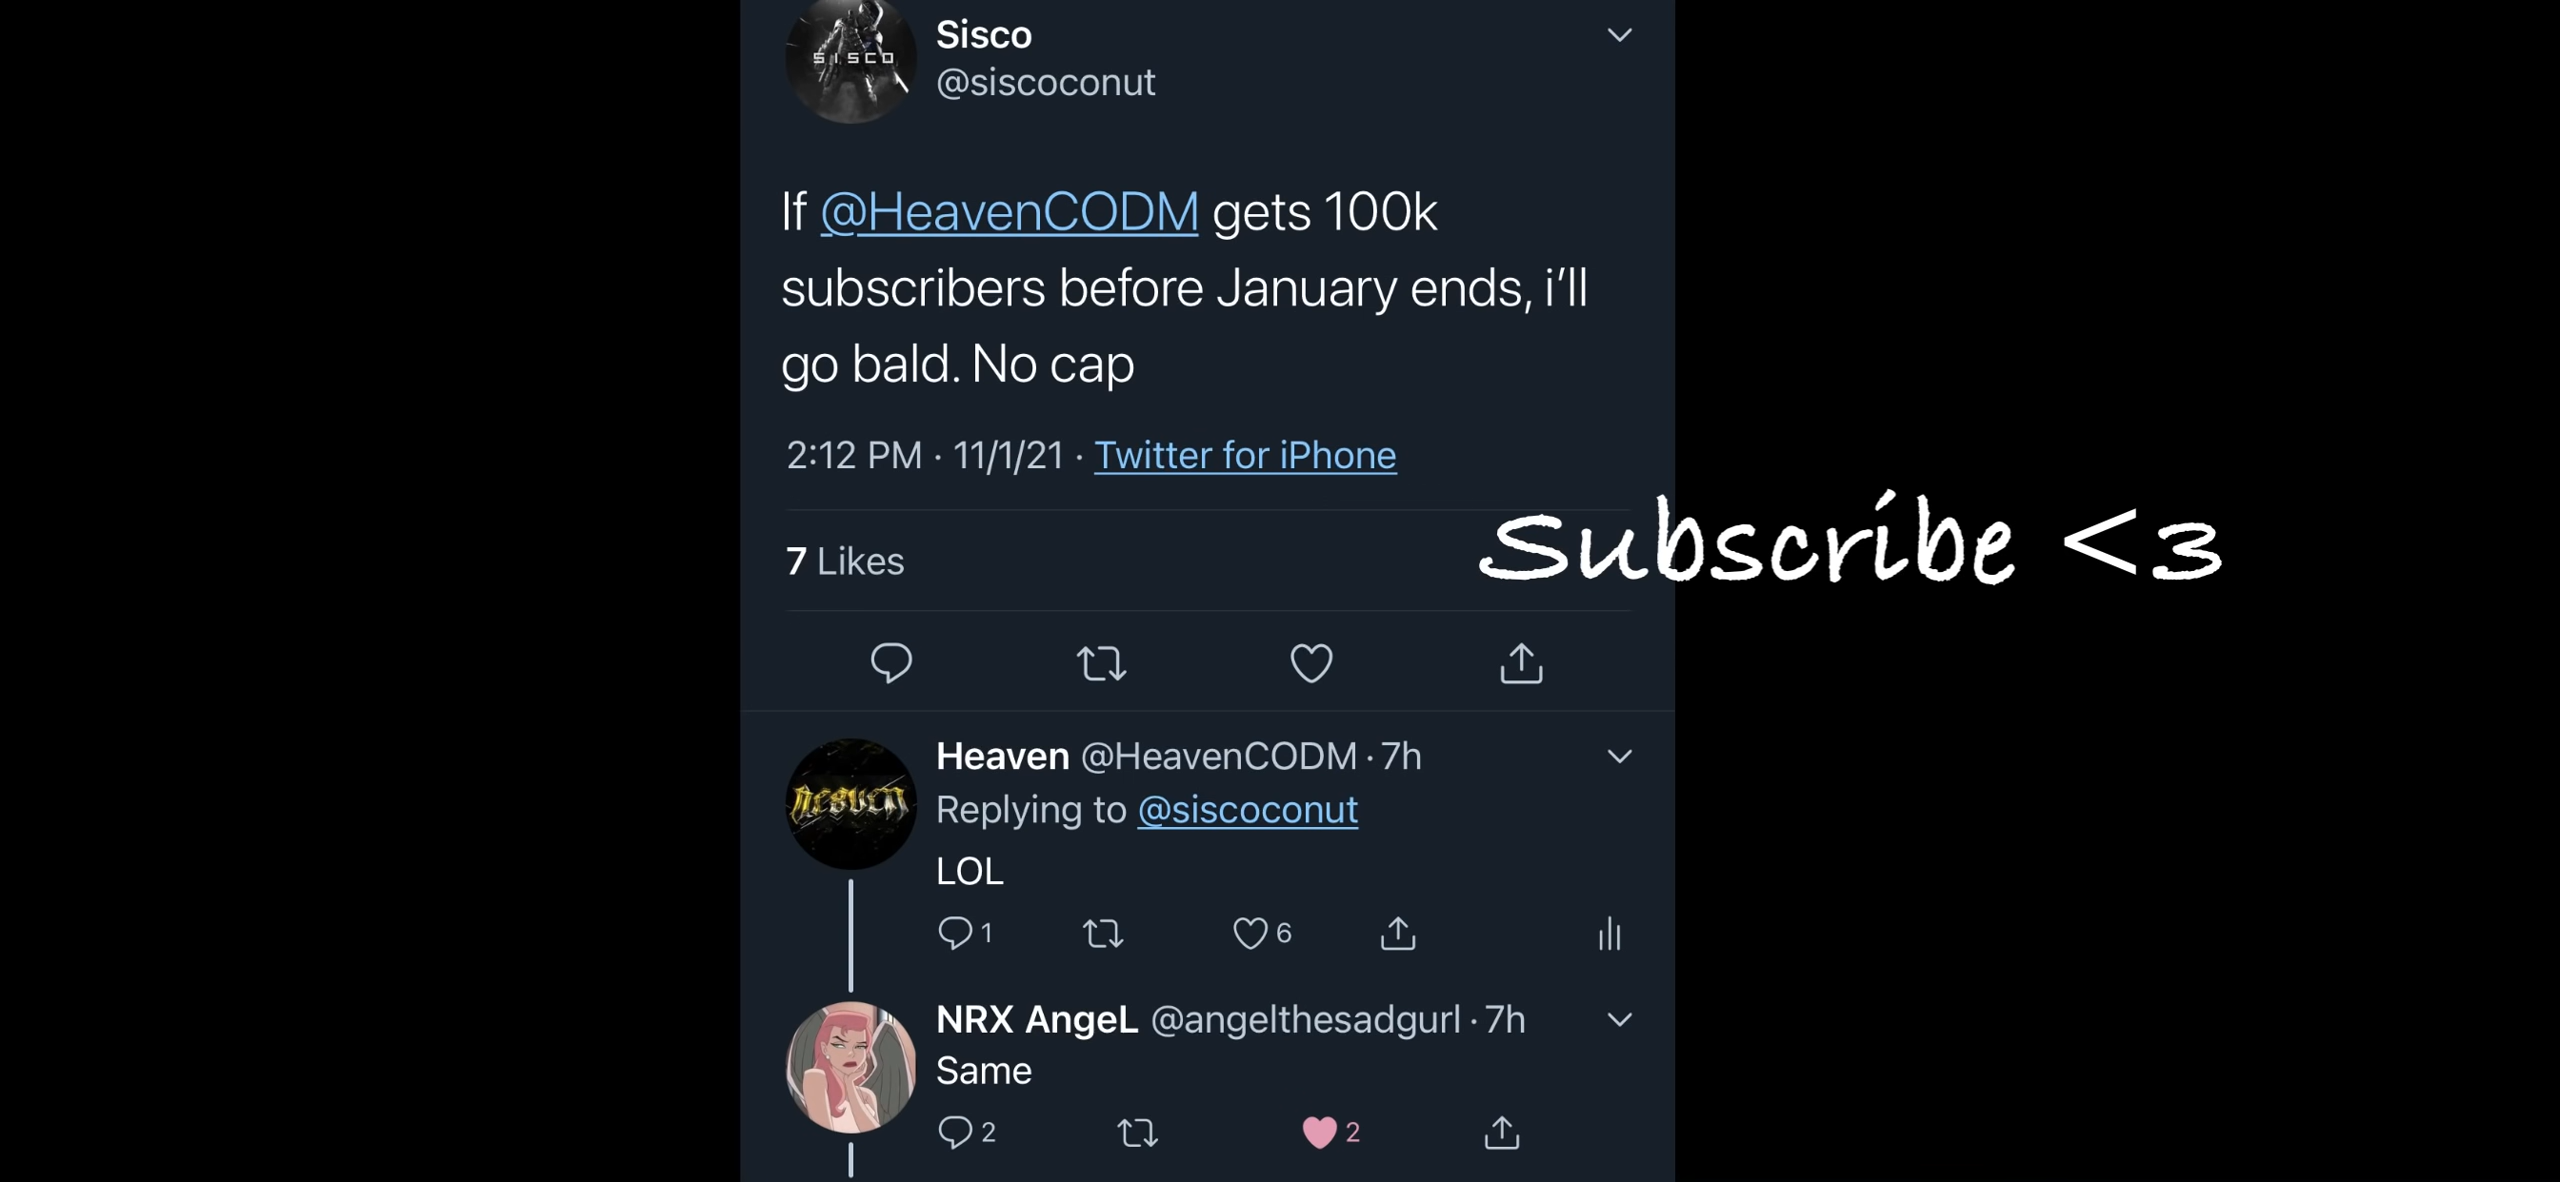 SISCO
Sisco
@siscoconut
If @HeavenCODM gets 100k
subscribers before January ends, i’ll
go bald. No cap
2:12 PM · 11/1/21 · Twitter for iPhone
Subscribe <3
7 Likes
Heaven @HeavenCODM · 7h
Replying to @siscoconut
Heaven
LOL
1 6
NRX AngeL @angelthesadgurl · 7h
Same
2 2